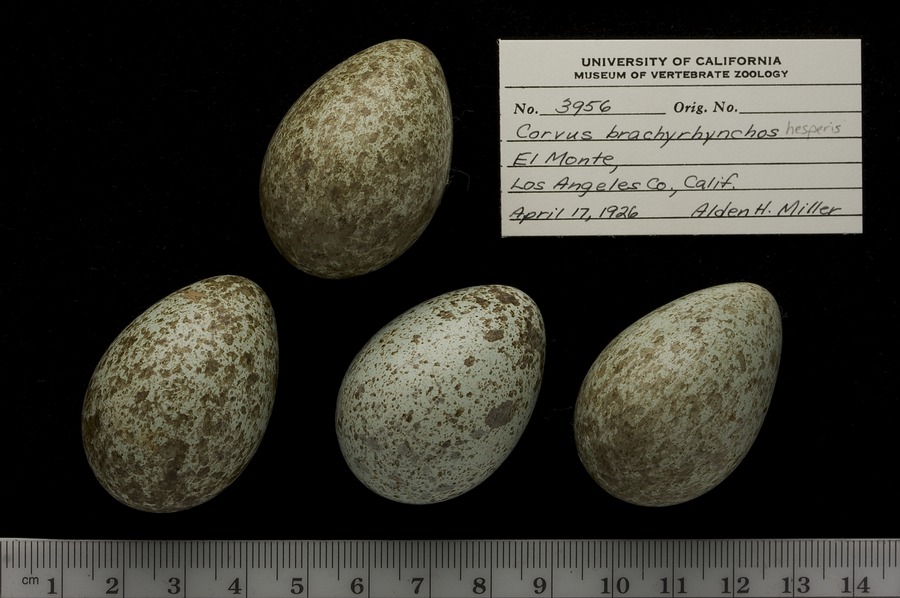 UNIVERSITY OF CALIFORNIA
MUSEUM OF VERTEBRATE ZOOLOGY
No. 3956 Orig. No.
Corvus brachyrhynchos hesperis
El Monte,
Los Angeles Co., Calif.
April 17, 1926 Alden H. Miller
cm 1 2 3 4 5 6 7 8 9 10 11 12 13 14